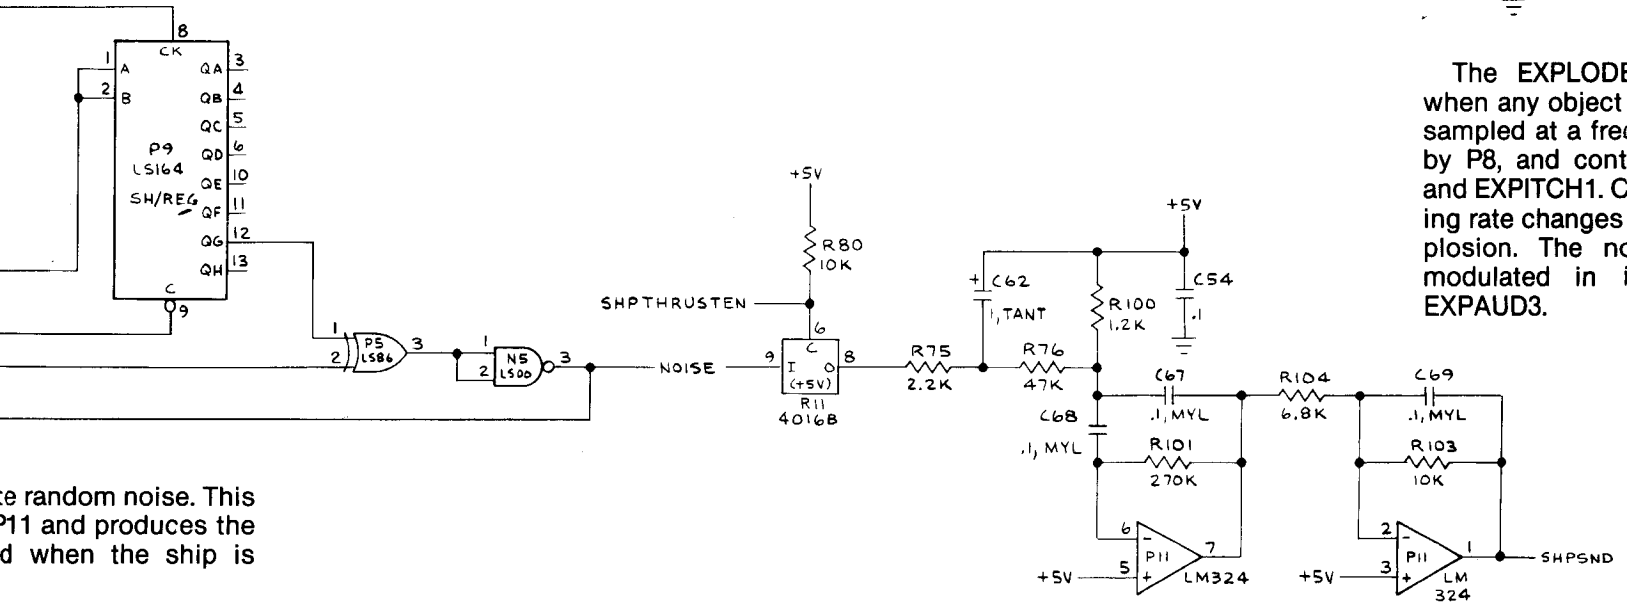 8
CK
1 A QA 3
2 B QB 4
QC 5
P9 QD 6
LS164
QE 10
SH/REG QF 11
QG 12
QH 13
C
9
1
2
P5
LS86
3
1
2
N5
LS00
3
NOISE
+5V
R80
10K
SHPTHRUSTEN
6
C
9 I O 8
(+5V)
R11
4016B
R75
2.2K
+ C62
1, TANT
R76
47K
R100
1.2K
+5V
C54
.1
C67
.1, MYL
C68
.1, MYL
R101
270K
6 -
P11
7
+5V 5 +
LM324
R104
6.8K
C69
.1, MYL
R103
10K
2 -
P11
1
SHPSND
+5V 3 +
LM
324
The EXPLODE
when any object
sampled at a fre
by P8, and cont
and EXPITCH1. C
ing rate changes
plosion. The no
modulated in i
EXPAUD3.
te random noise. This
P11 and produces the
d when the ship is